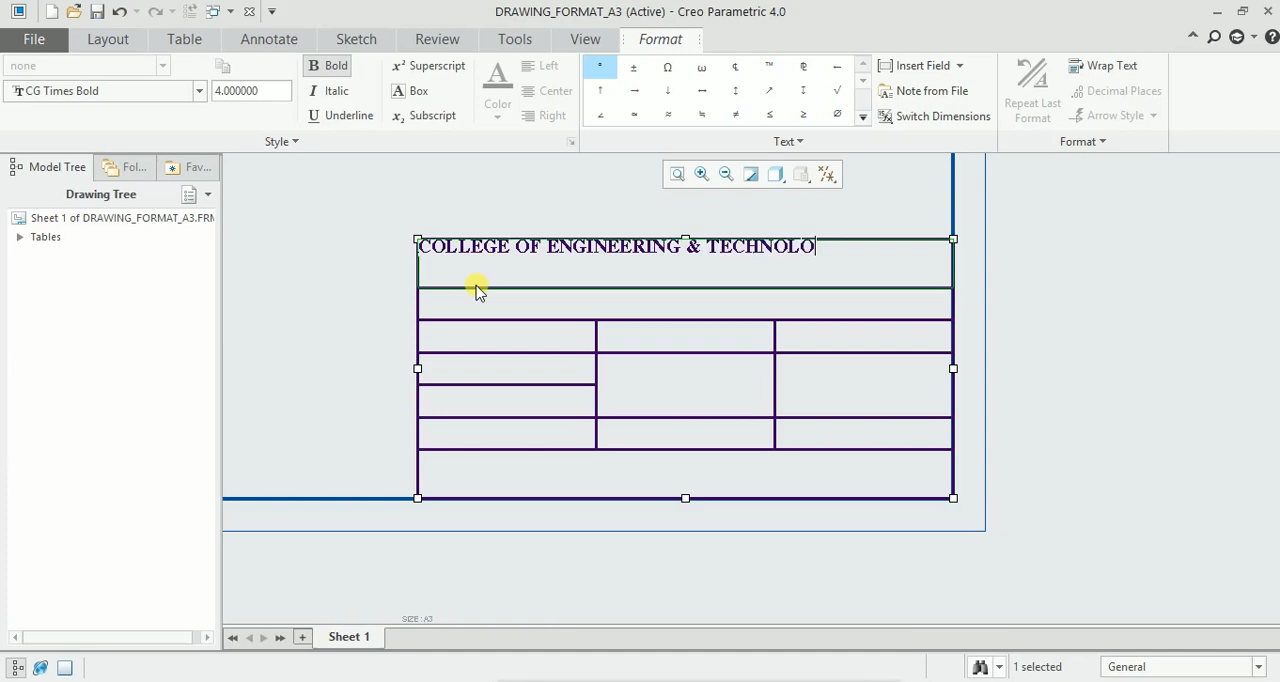 DRAWING_FORMAT_A3 (Active) - Creo Parametric 4.0
File Layout Table Annotate Sketch Review Tools View Format
none
CG Times Bold 4.000000
B Bold
I Italic
U Underline
x² Superscript
A Box
x₂ Subscript
A Color
Left
Center
Right
° ± Ω ω ℄ ™ ⅊ ←
↑ → ↓ ↔ ↕ ↗ ↧ √
∠ ≃ ≈ ≒ ≠ ≤ ≥ ∅
Insert Field
Note from File
Switch Dimensions
Repeat Last Format
Wrap Text
Decimal Places
Arrow Style
Style Text Format
Model Tree Fol... Fav...
Drawing Tree
Sheet 1 of DRAWING_FORMAT_A3.FRM
Tables
COLLEGE OF ENGINEERING & TECHNOLO
SIZE : A3
Sheet 1
1 selected General